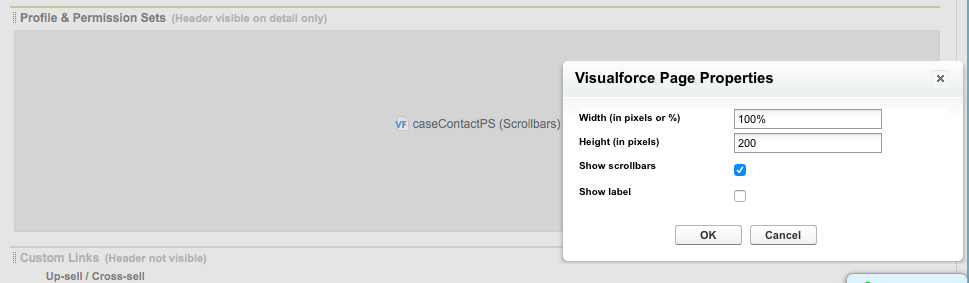 Profile & Permission Sets (Header visible on detail only)
Visualforce Page Properties
Width (in pixels or %) 100%
Height (in pixels) 200
Show scrollbars
Show label
OK Cancel
VF caseContactPS (Scrollbars)
Custom Links (Header not visible)
Up-sell / Cross-sell